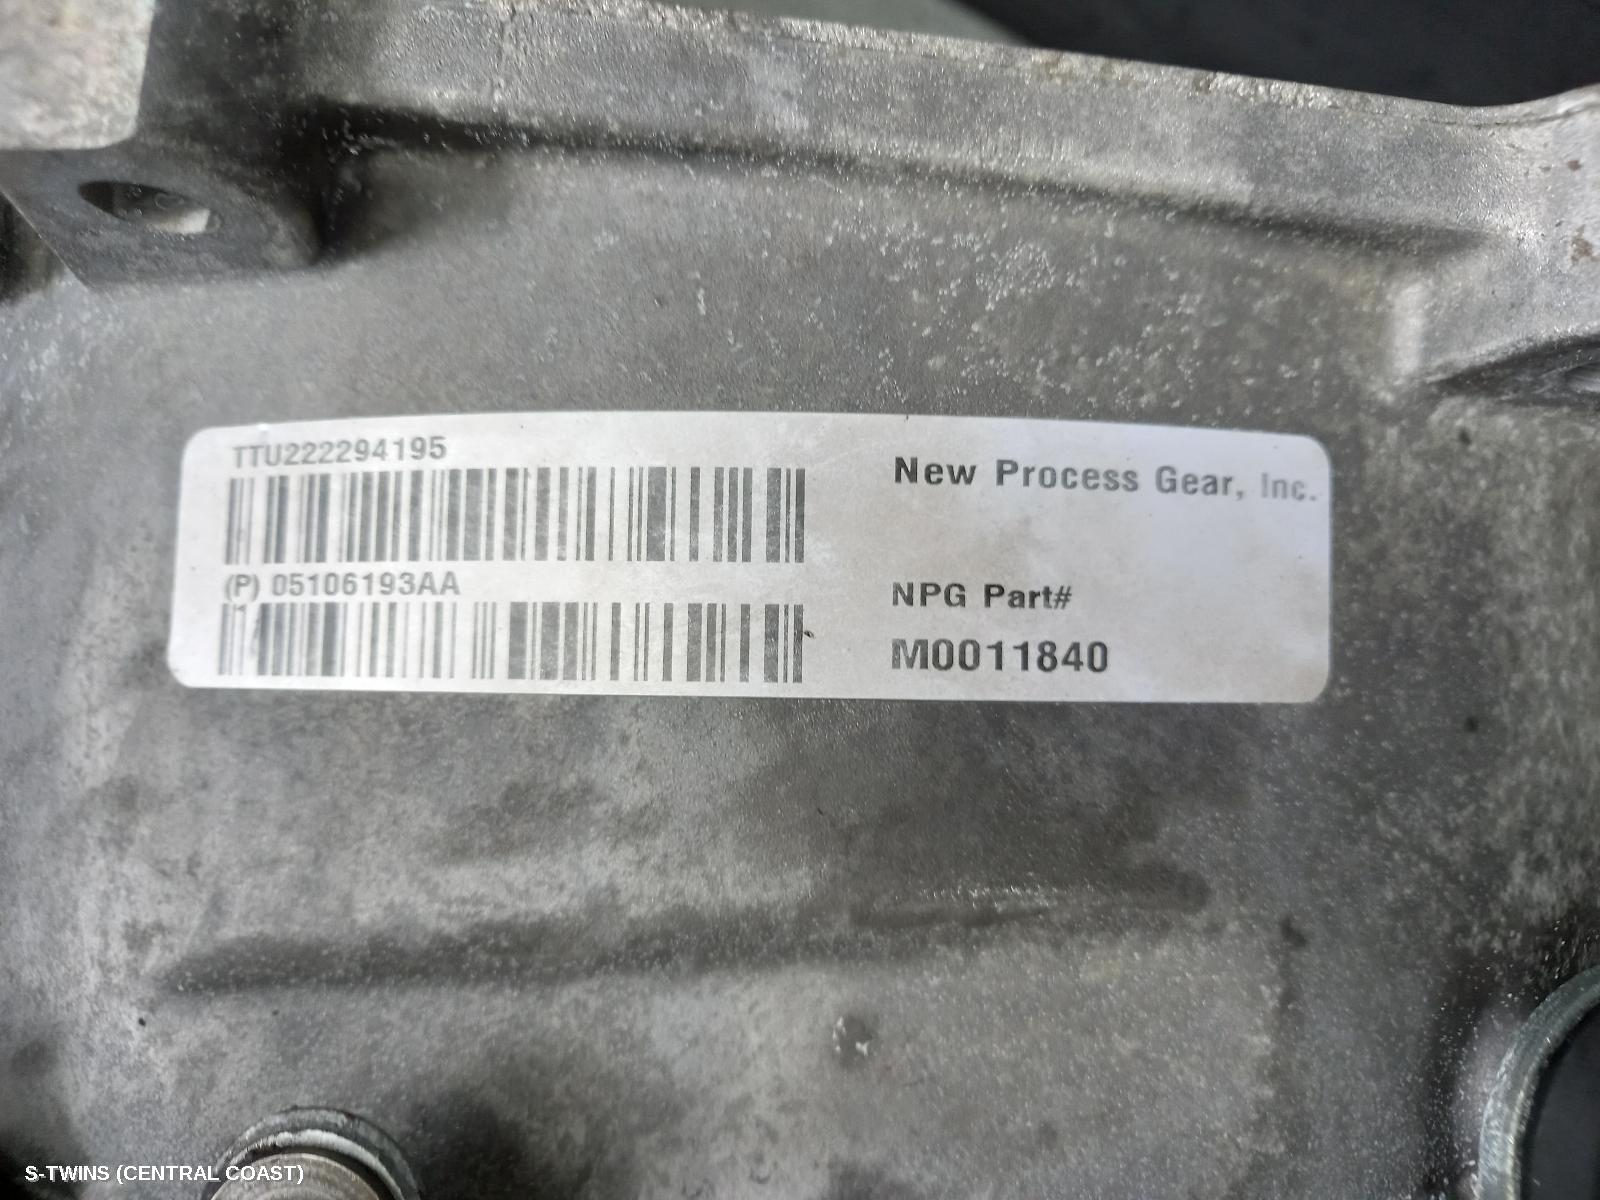 TTU222294195
New Process Gear, Inc.
(P) 05106193AA
NPG Part#
M0011840
S-TWINS (CENTRAL COAST)